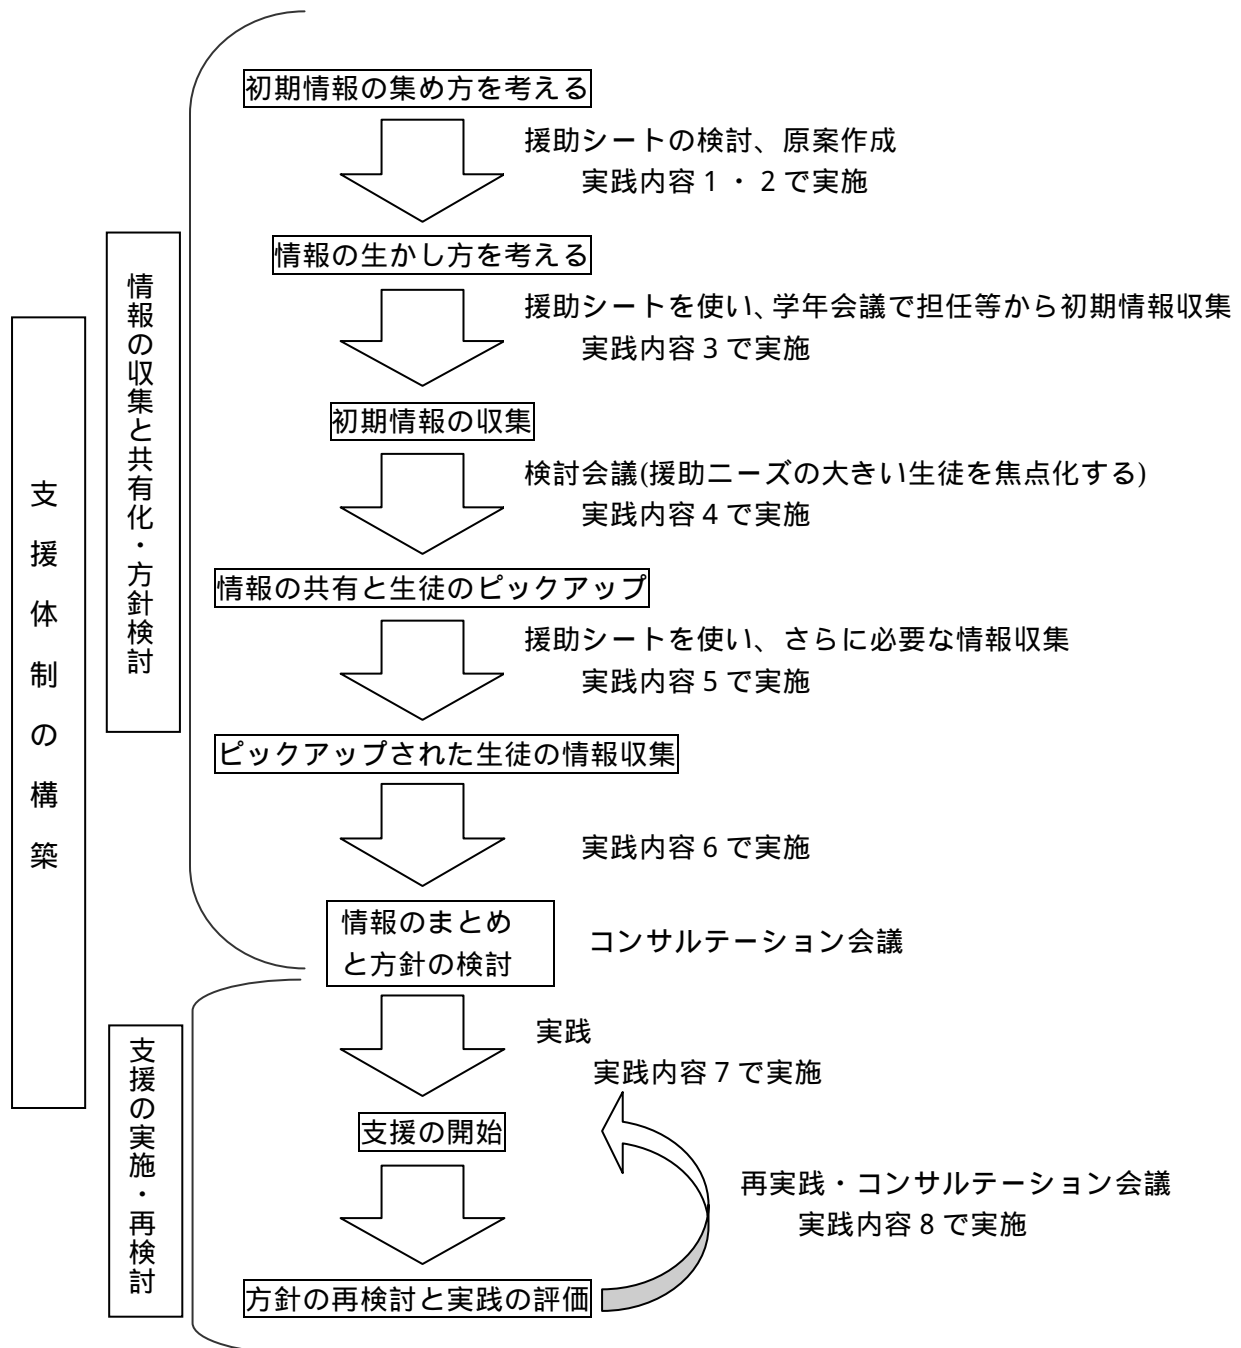 支援体制の構築
情報の収集と共有化・方針検討
初期情報の集め方を考える
援助シートの検討、原案作成
実践内容1・2で実施
情報の生かし方を考える
援助シートを使い、学年会議で担任等から初期情報収集
実践内容3で実施
初期情報の収集
検討会議(援助ニーズの大きい生徒を焦点化する)
実践内容4で実施
情報の共有と生徒のピックアップ
援助シートを使い、さらに必要な情報収集
実践内容5で実施
ピックアップされた生徒の情報収集
実践内容6で実施
情報のまとめ
と方針の検討
コンサルテーション会議
支援の実施・再検討
実践
実践内容7で実施
支援の開始
再実践・コンサルテーション会議
実践内容8で実施
方針の再検討と実践の評価